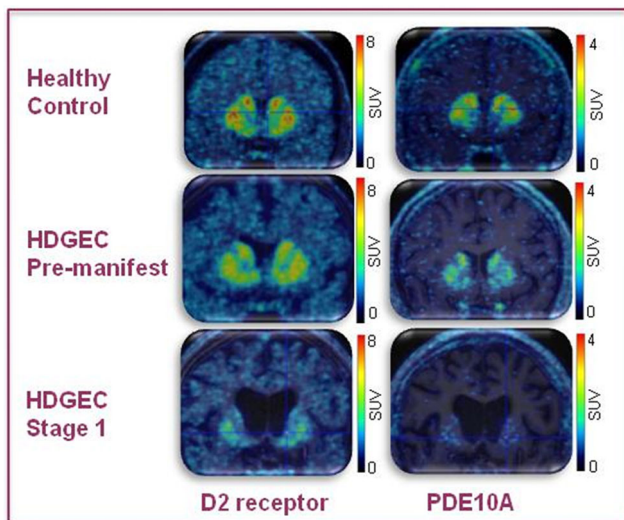 Healthy
Control
8
SUV
0
4
SUV
0
HDGEC
Pre-manifest
8
SUV
0
4
SUV
0
HDGEC
Stage 1
8
SUV
0
4
SUV
0
D2 receptor
PDE10A